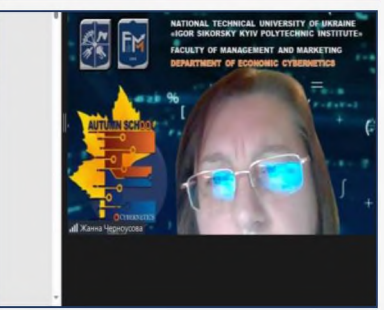 NATIONAL TECHNICAL UNIVERSITY OF UKRAINE
«IGOR SIKORSKY KYIV POLYTECHNIC INSTITUTE»
FACULTY OF MANAGEMENT AND MARKETING
DEPARTMENT OF ECONOMIC CYBERNETICS
AUTUMN SCHOOL
CYBERNATICS
Жанна Черноусова